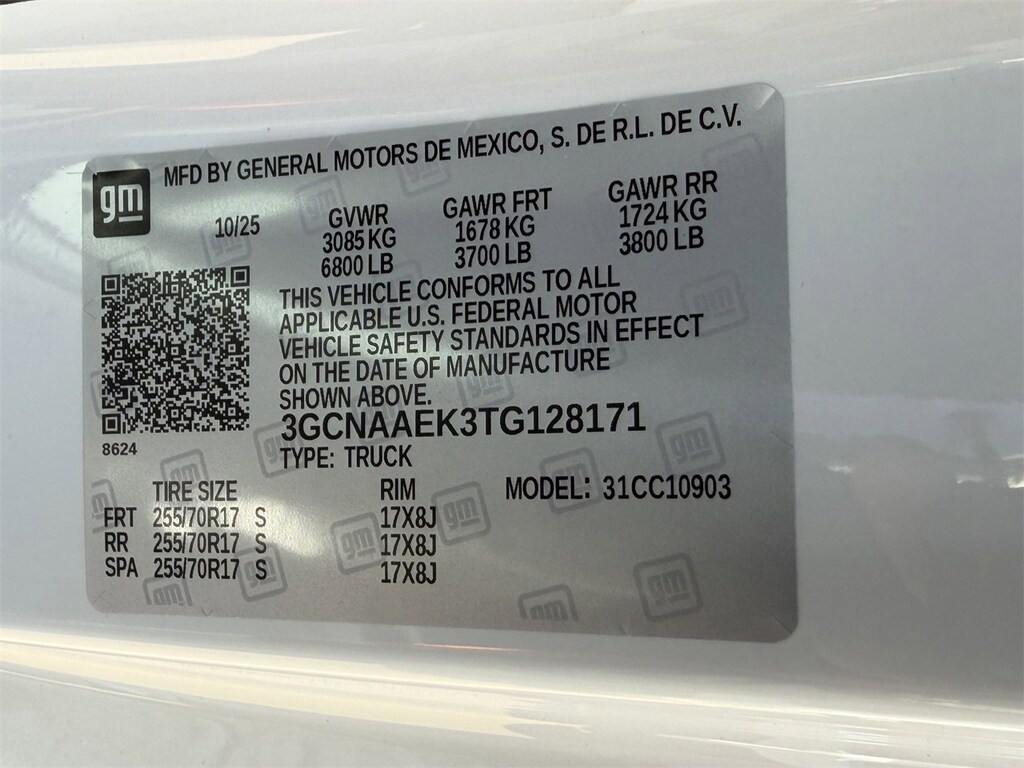 MFD BY GENERAL MOTORS DE MEXICO, S. DE R.L. DE C.V.
gm
10/25 GVWR GAWR FRT GAWR RR
3085 KG 1678 KG 1724 KG
6800 LB 3700 LB 3800 LB
THIS VEHICLE CONFORMS TO ALL
APPLICABLE U.S. FEDERAL MOTOR
VEHICLE SAFETY STANDARDS IN EFFECT
ON THE DATE OF MANUFACTURE
SHOWN ABOVE.
3GCNAAEK3TG128171
8624
TYPE: TRUCK
TIRE SIZE RIM MODEL: 31CC10903
FRT 255/70R17 S 17X8J
RR 255/70R17 S 17X8J
SPA 255/70R17 S 17X8J